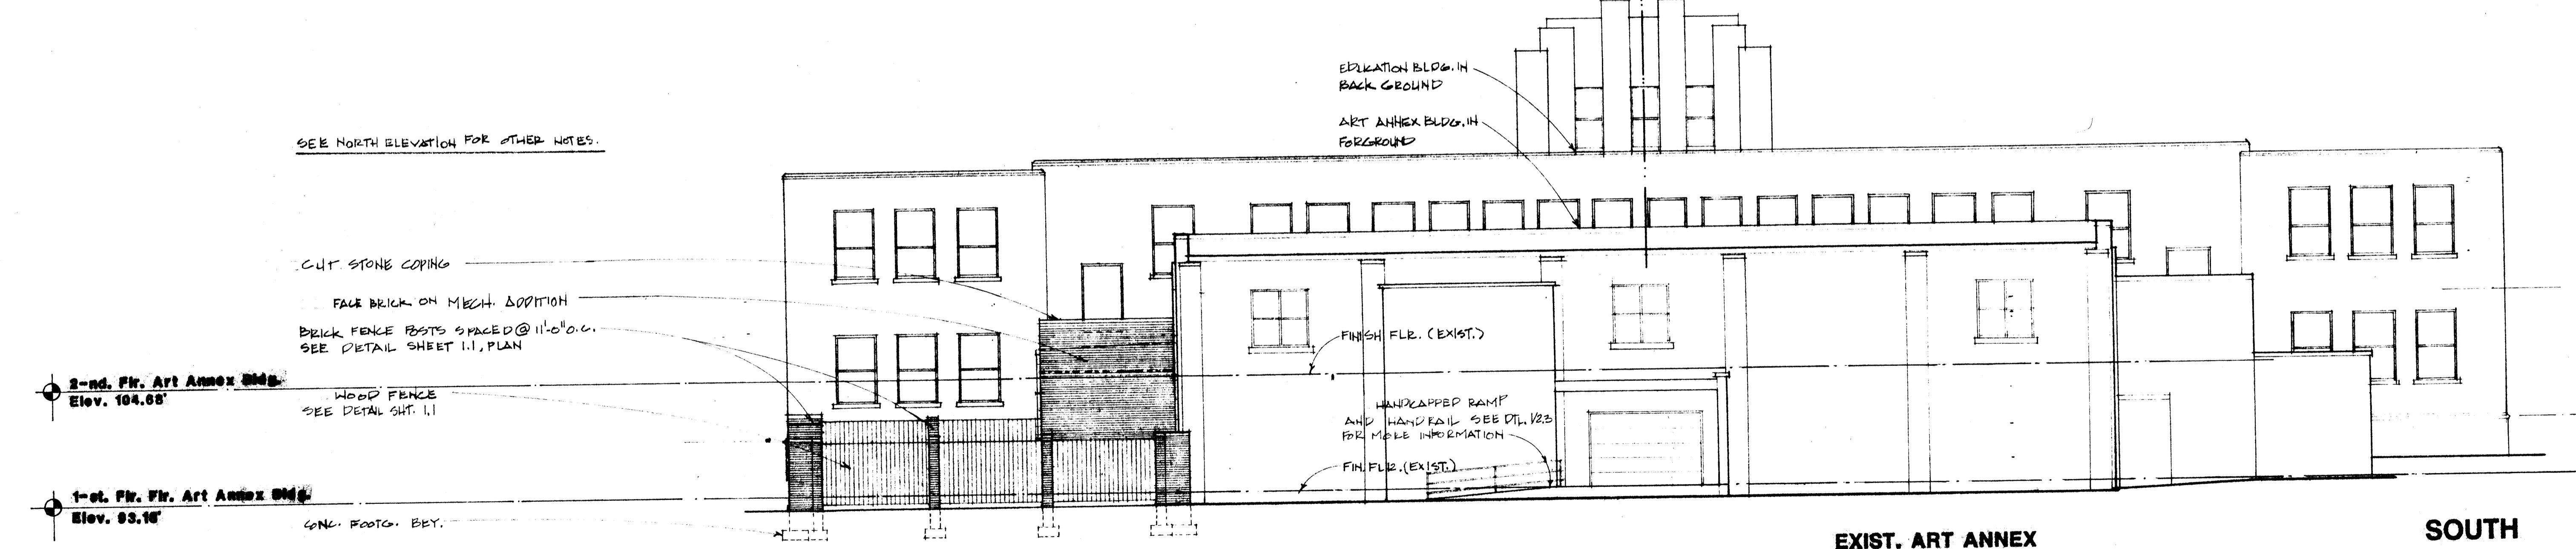 EDUCATION BLDG. IN
BACK GROUND
ART ANNEX BLDG. IN
FORGROUND
SEE NORTH ELEVATION FOR OTHER NOTES.
CUT STONE COPING
FACE BRICK ON MECH. ADDITION
BRICK FENCE POSTS SPACED @ 11'-0" O.C.
SEE DETAIL SHEET 1.1, PLAN
FINISH FLR. (EXIST.)
2-nd. Flr. Art Annex Bldg.
Elev. 104.68'
WOOD FENCE
SEE DETAIL SHT. 1.1
HANDCAPPED RAMP
AND HANDRAIL SEE DTL. 1/2.3
FOR MORE INFORMATION
FIN. FLR. (EXIST.)
1-st. Flr. Flr. Art Annex Bldg.
Elev. 93.16'
CONC. FOOTG. BEY.
EXIST. ART ANNEX
SOUTH